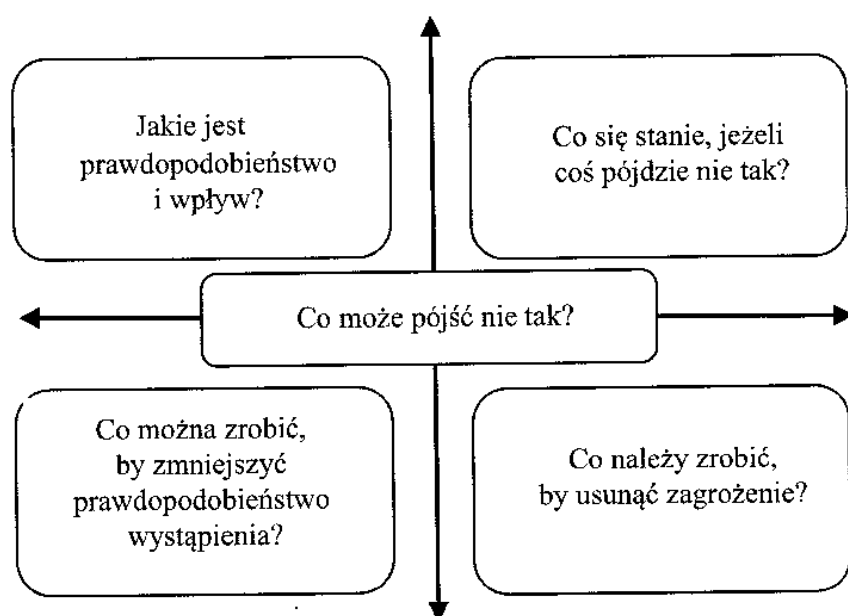 Jakie jest
prawdopodobieństwo
i wpływ?
Co się stanie, jeżeli
coś pójdzie nie tak?
Co może pójść nie tak?
Co można zrobić,
by zmniejszyć
prawdopodobieństwo
wystąpienia?
Co należy zrobić,
by usunąć zagrożenie?